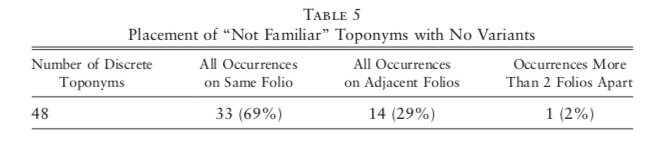 TABLE 5
Placement of “Not Familiar” Toponyms with No Variants
Number of Discrete Toponyms All Occurrences on Same Folio All Occurrences on Adjacent Folios Occurrences More Than 2 Folios Apart
48 33 (69%) 14 (29%) 1 (2%)